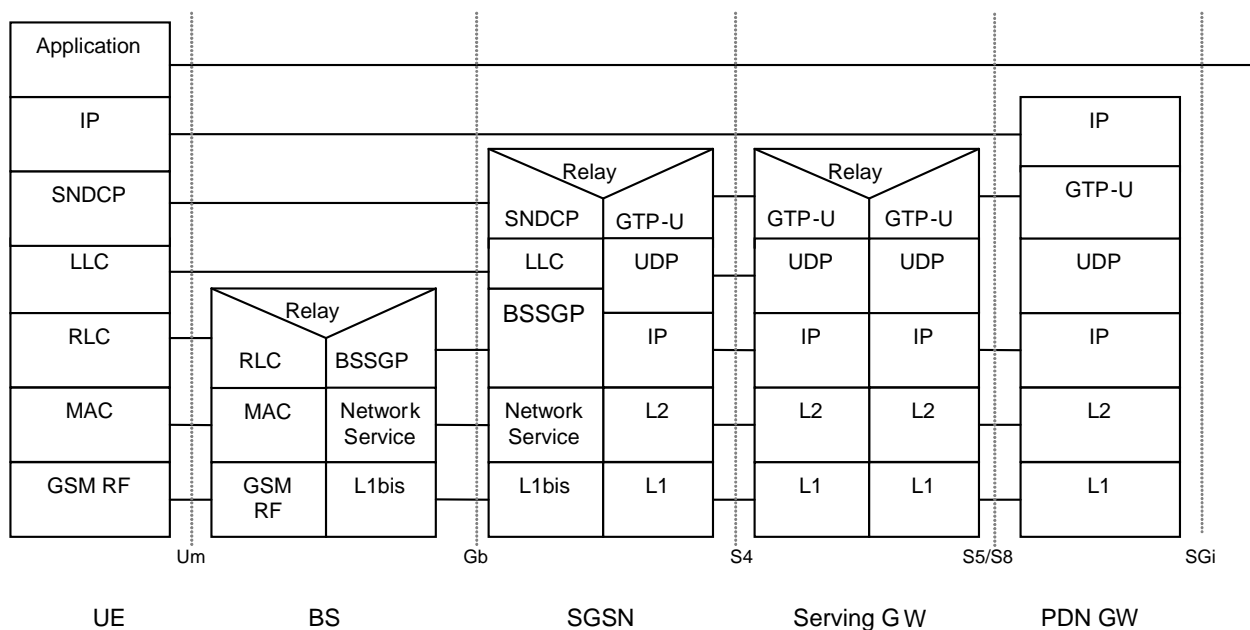 Application
IP
IP
Relay
Relay
SNDCP
GTP-U
SNDCP
GTP-U
GTP-U
GTP-U
LLC
LLC
UDP
UDP
UDP
UDP
Relay
BSSGP
RLC
IP
IP
IP
IP
RLC
BSSGP
MAC
MAC
Network
Service
Network
Service
L2
L2
L2
L2
GSM RF
GSM
RF
L1bis
L1bis
L1
L1
L1
L1
Um
Gb
S4
S5/S8
SGi
UE
BS
SGSN
Serving GW
PDN GW